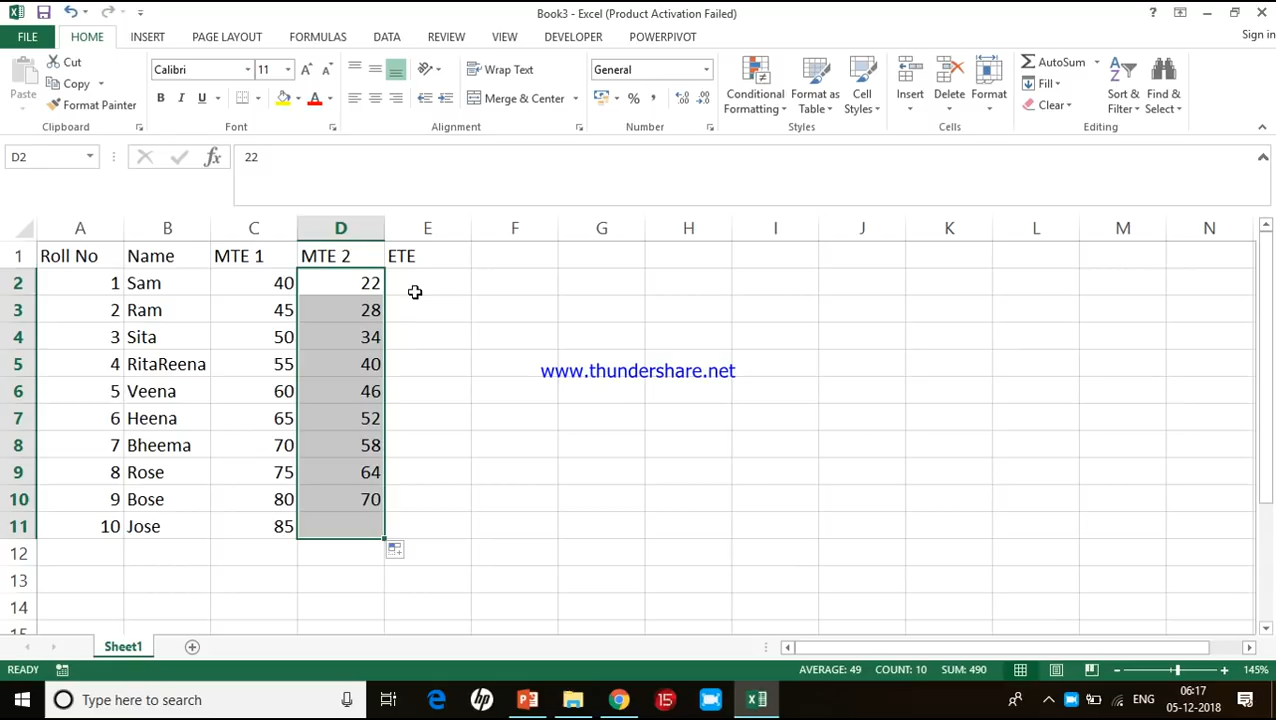 Book3 - Excel (Product Activation Failed)
FILE HOME INSERT PAGE LAYOUT FORMULAS DATA REVIEW VIEW DEVELOPER POWERPIVOT Sign in
Paste Cut Copy Format Painter
Calibri 11
B I U
Wrap Text
Merge & Center
General
Conditional Formatting
Format as Table
Cell Styles
Insert Delete Format
AutoSum
Fill
Clear
Sort & Filter
Find & Select
Clipboard Font Alignment Number Styles Cells Editing
D2 fx 22
A B C D E F G H I J K L M N
1 Roll No Name MTE 1 MTE 2 ETE
2 1 Sam 40 22
3 2 Ram 45 28
4 3 Sita 50 34
5 4 RitaReena 55 40
6 5 Veena 60 46
7 6 Heena 65 52
8 7 Bheema 70 58
9 8 Rose 75 64
10 9 Bose 80 70
11 10 Jose 85
12
13
14
15
www.thundershare.net
Sheet1
READY AVERAGE: 49 COUNT: 10 SUM: 490 145%
Type here to search 15 ENG 06:17
05-12-2018